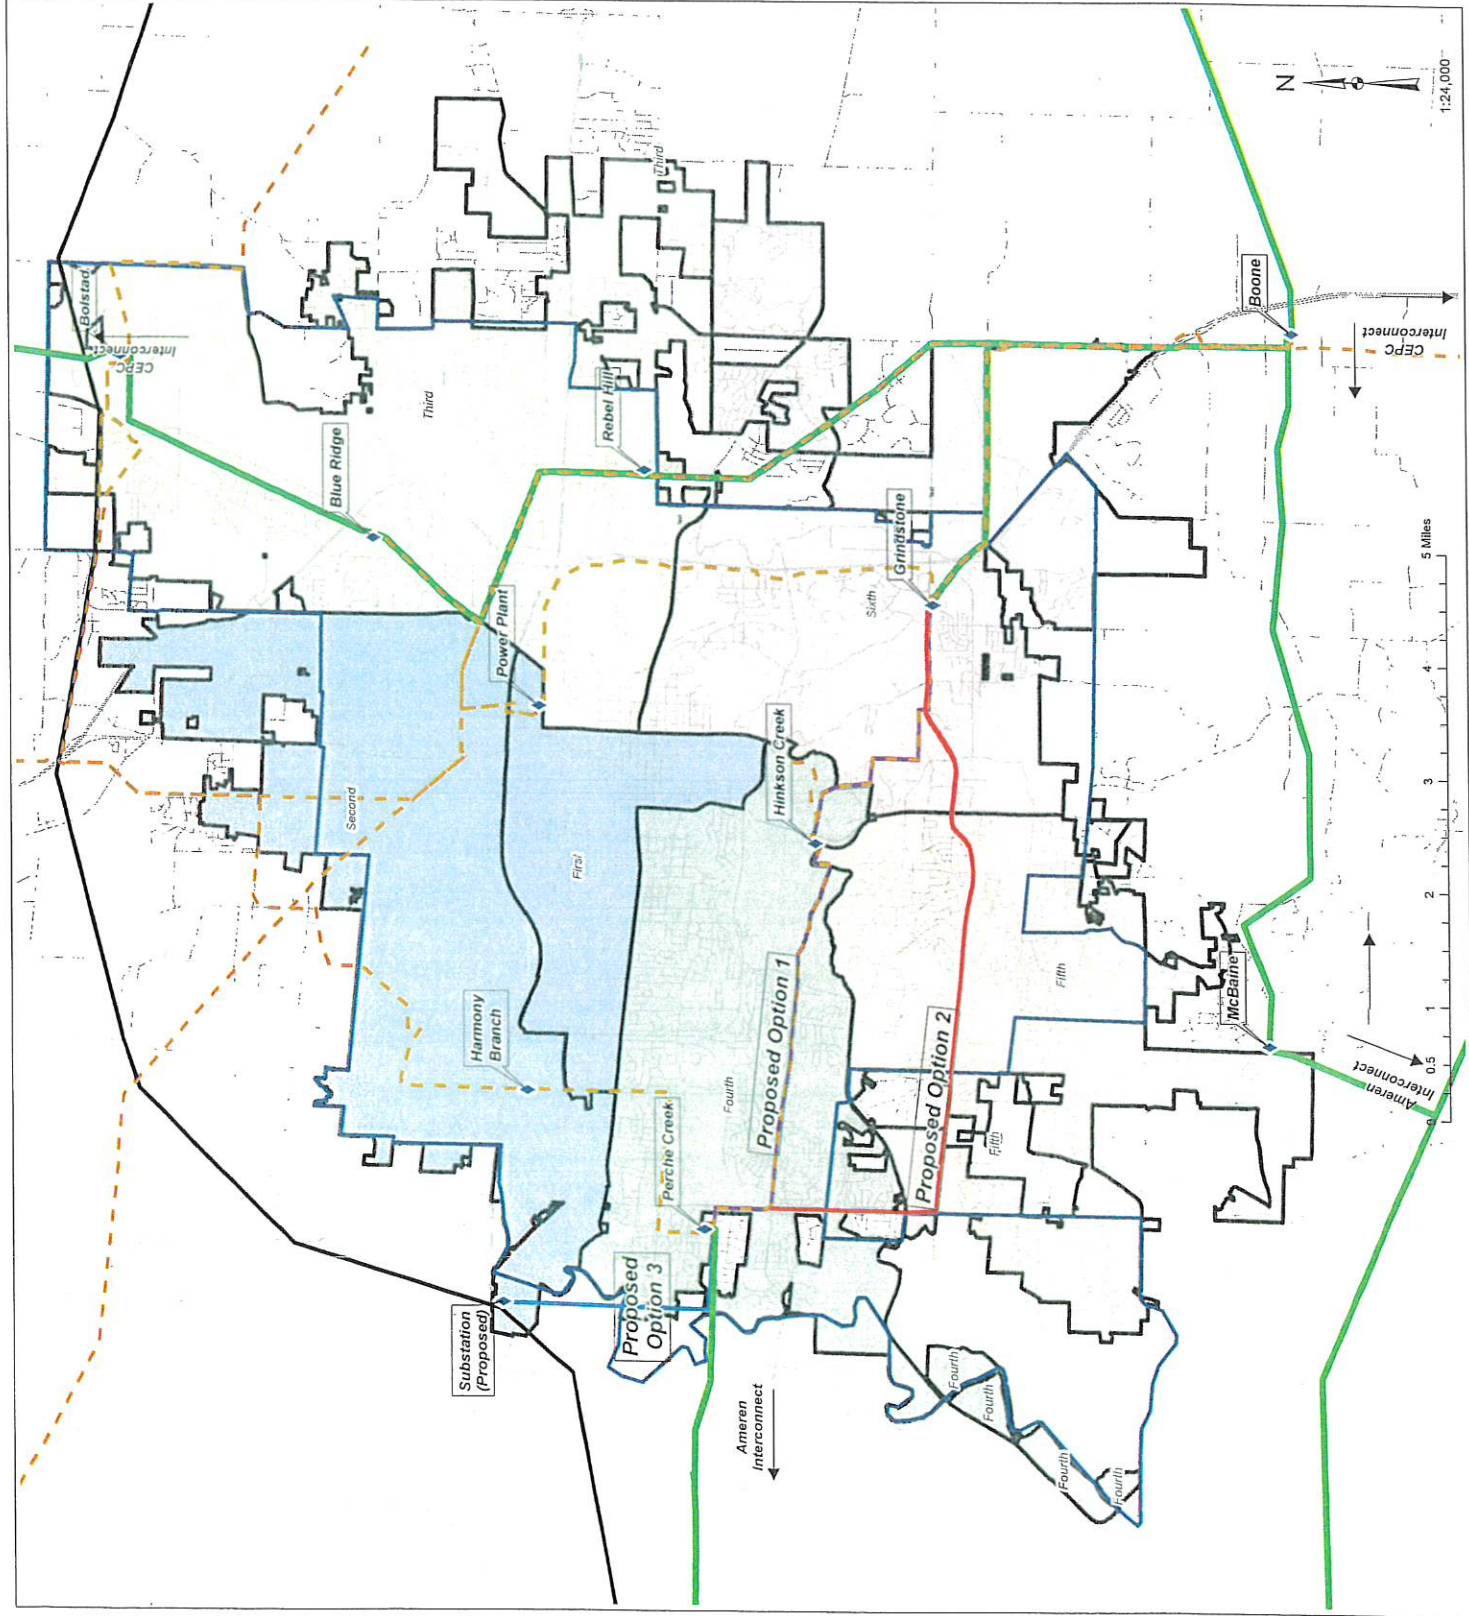 N
1:24,000
Bolstad
CEPC
Interconnect
Third
Third
Blue Ridge
Rebel Hill
Boone
CEPC
Interconnect
Power Plant
Grindstone
Sixth
Second
First
Hinkson Creek
Harmony
Branch
Fourth
Perche Creek
Proposed Option 1
Proposed Option 2
Fifth
Fifth
McBaine
Ameren
Interconnect
Substation
(Proposed)
Proposed
Option 3
Ameren
Interconnect
Fourth
Fourth
Fourth
Fourth
0
0.5
1
2
3
4
5 Miles